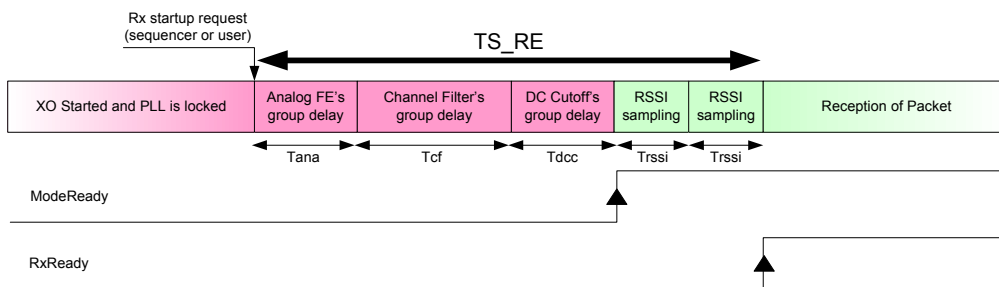 Rx startup request
(sequencer or user)
TS_RE
XO Started and PLL is locked
Analog FE's
group delay
Channel Filter's
group delay
DC Cutoff's
group delay
RSSI
sampling
RSSI
sampling
Reception of Packet
Tana
Tcf
Tdcc
Trssi
Trssi
ModeReady
RxReady